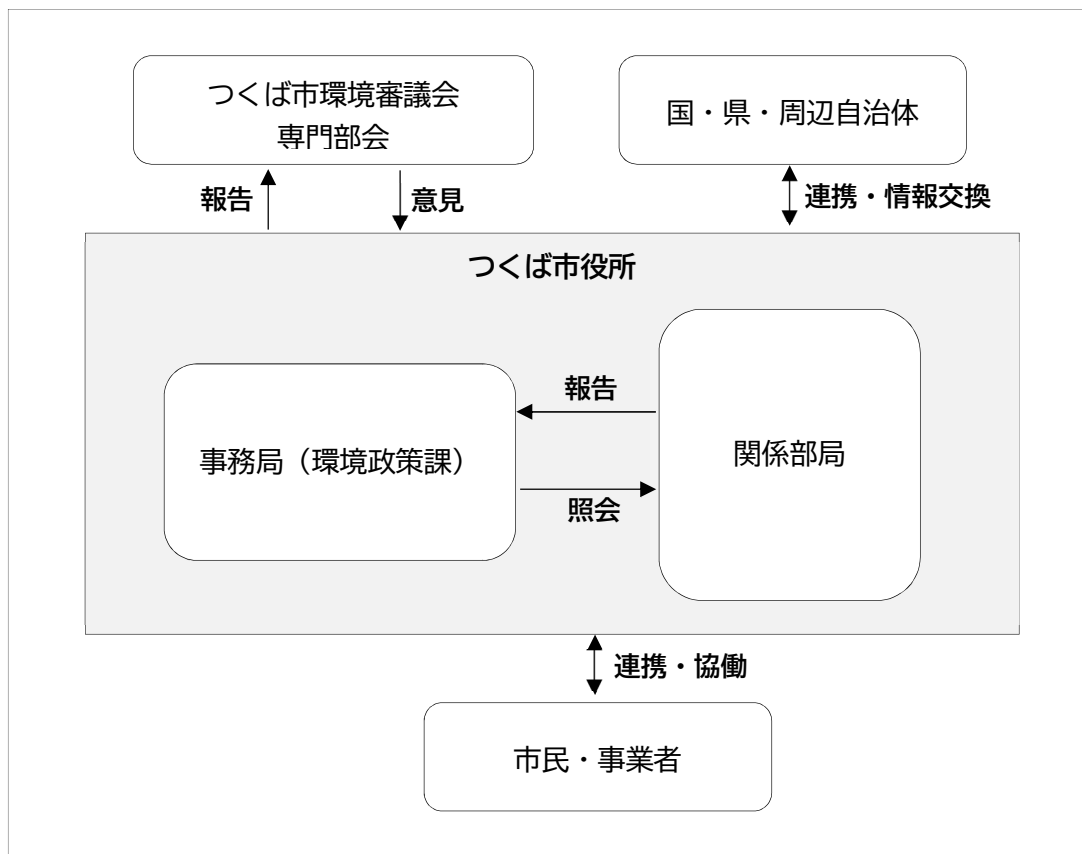 つくば市環境審議会
専門部会
国・県・周辺自治体
報告
意見
連携・情報交換
つくば市役所
報告
事務局（環境政策課）
関係部局
照会
連携・協働
市民・事業者